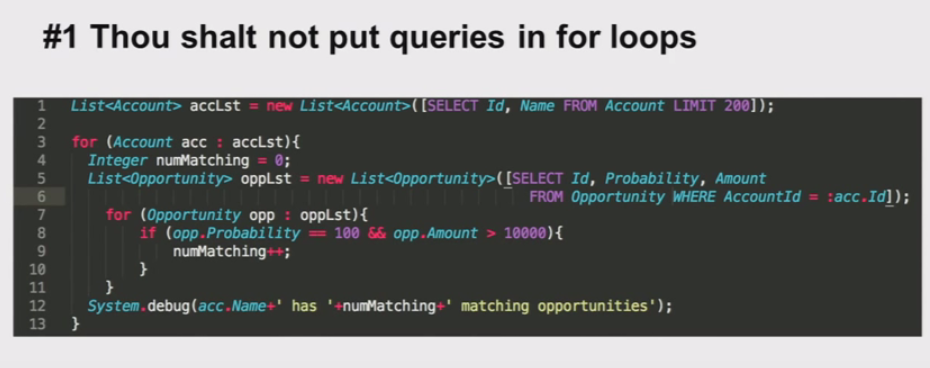 #1 Thou shalt not put queries in for loops
1 List<Account> accLst = new List<Account>([SELECT Id, Name FROM Account LIMIT 200]);
2
3 for (Account acc : accLst){
4 Integer numMatching = 0;
5 List<Opportunity> oppLst = new List<Opportunity>([SELECT Id, Probability, Amount
6 FROM Opportunity WHERE AccountId = :acc.Id]);
7 for (Opportunity opp : oppLst){
8 if (opp.Probability == 100 && opp.Amount > 10000){
9 numMatching++;
10 }
11 }
12 System.debug(acc.Name+' has '+numMatching+' matching opportunities');
13 }